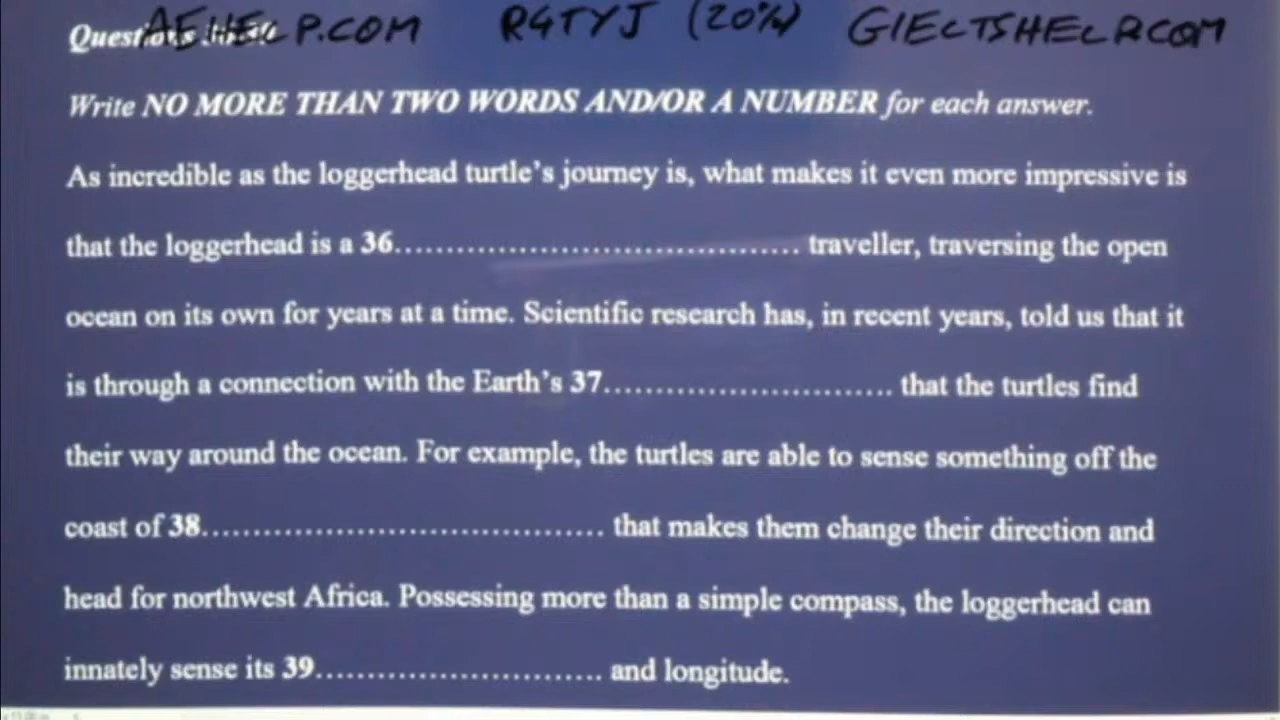 AEHELP.COM R4TYJ (20%) GIELTSHELP.COM
Questions
Write NO MORE THAN TWO WORDS AND/OR A NUMBER for each answer.
As incredible as the loggerhead turtle's journey is, what makes it even more impressive is
that the loggerhead is a 36........................................ traveller, traversing the open
ocean on its own for years at a time. Scientific research has, in recent years, told us that it
is through a connection with the Earth's 37............................. that the turtles find
their way around the ocean. For example, the turtles are able to sense something off the
coast of 38........................................ that makes them change their direction and
head for northwest Africa. Possessing more than a simple compass, the loggerhead can
innately sense its 39............................. and longitude.